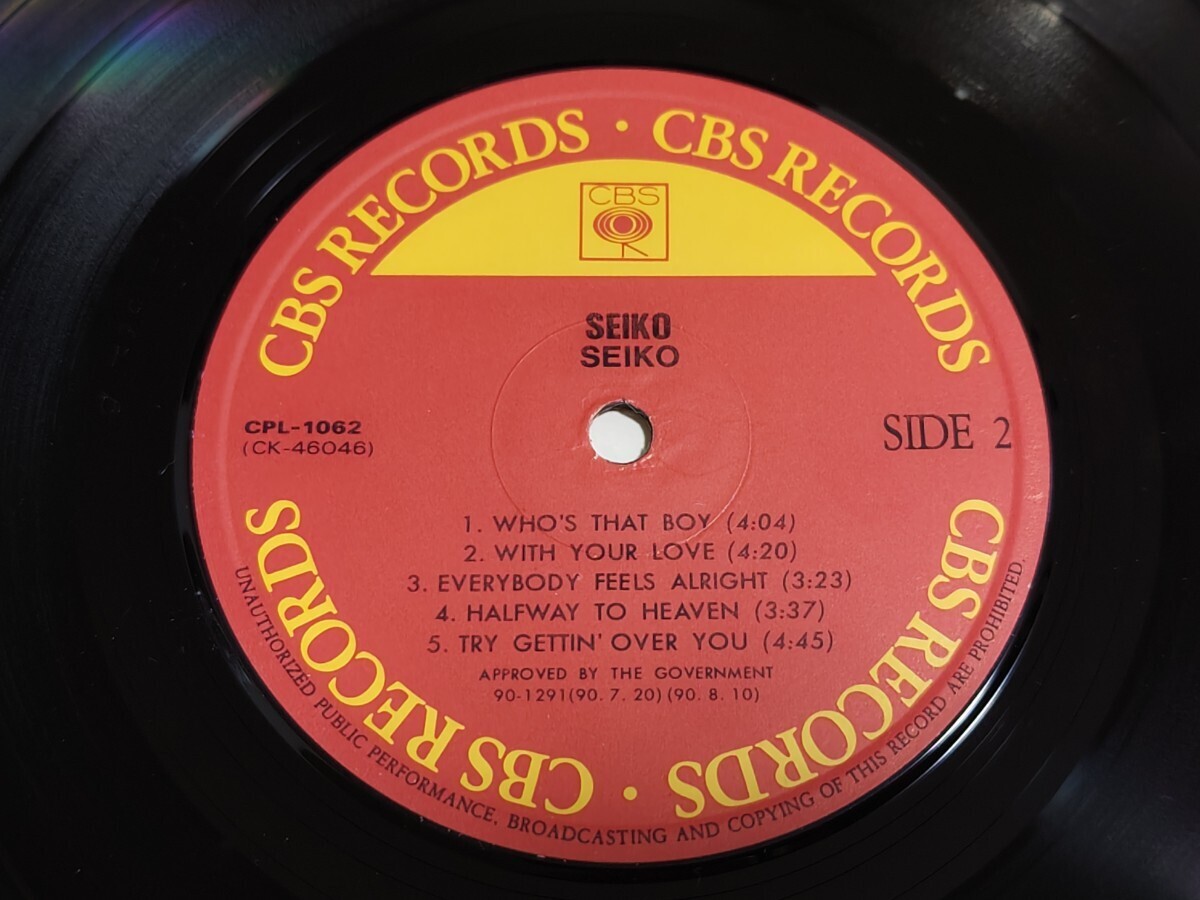 CBS RECORDS · CBS RECORDS
CBS
SEIKO
SEIKO
CPL-1062
(CK-46046)
SIDE 2
1. WHO'S THAT BOY (4:04)
2. WITH YOUR LOVE (4:20)
3. EVERYBODY FEELS ALRIGHT (3:23)
4. HALFWAY TO HEAVEN (3:37)
5. TRY GETTIN' OVER YOU (4:45)
APPROVED BY THE GOVERNMENT
90-1291(90. 7. 20)(90. 8. 10)
CBS RECORDS · CBS RECORDS
UNAUTHORIZED PUBLIC PERFORMANCE, BROADCASTING AND COPYING OF THIS RECORD ARE PROHIBITED.